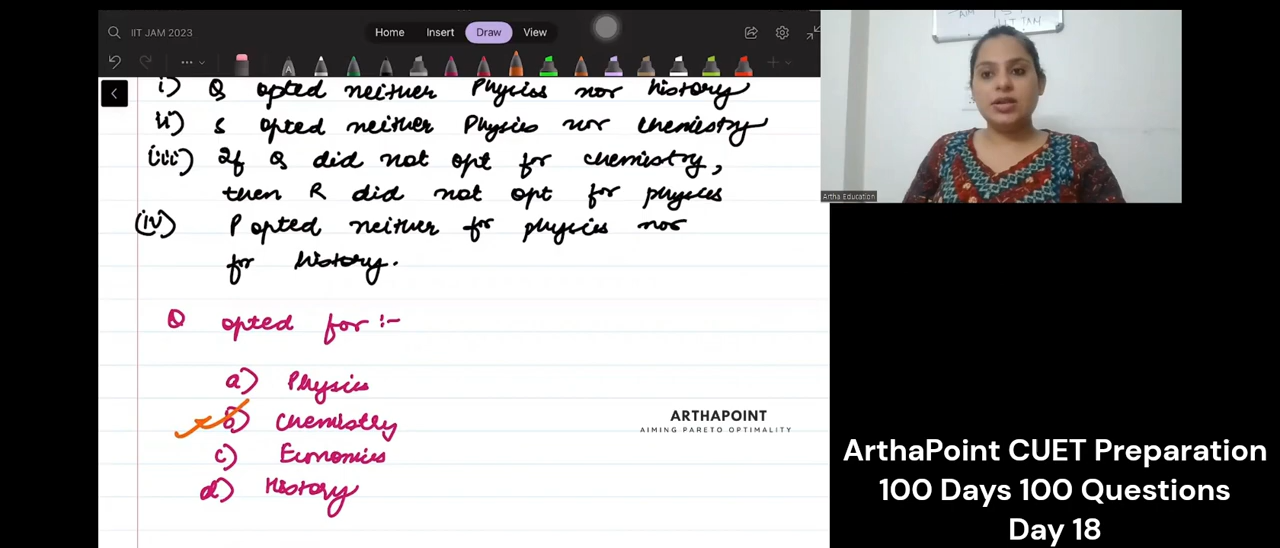 IIT JAM 2023
Home Insert Draw View
i) Q opted neither Physics nor history
ii) S opted neither Physics nor chemistry
iii) If Q did not opt for chemistry,
then R did not opt for physics
(iv) P opted neither for physics nor
for history.
Q opted for :-
a) Physics
b) Chemistry
c) Economics
d) History
ARTHAPOINT
AIMING PARETO OPTIMALITY
Artha Education
ArthaPoint CUET Preparation
100 Days 100 Questions
Day 18